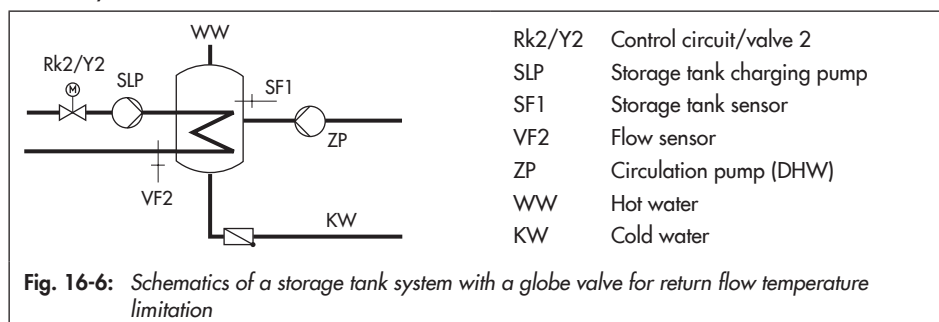 WW
Rk2/Y2
SLP
SF1
M
ZP
VF2
KW
Rk2/Y2 Control circuit/valve 2
SLP Storage tank charging pump
SF1 Storage tank sensor
VF2 Flow sensor
ZP Circulation pump (DHW)
WW Hot water
KW Cold water
Fig. 16-6: Schematics of a storage tank system with a globe valve for return flow temperature
limitation